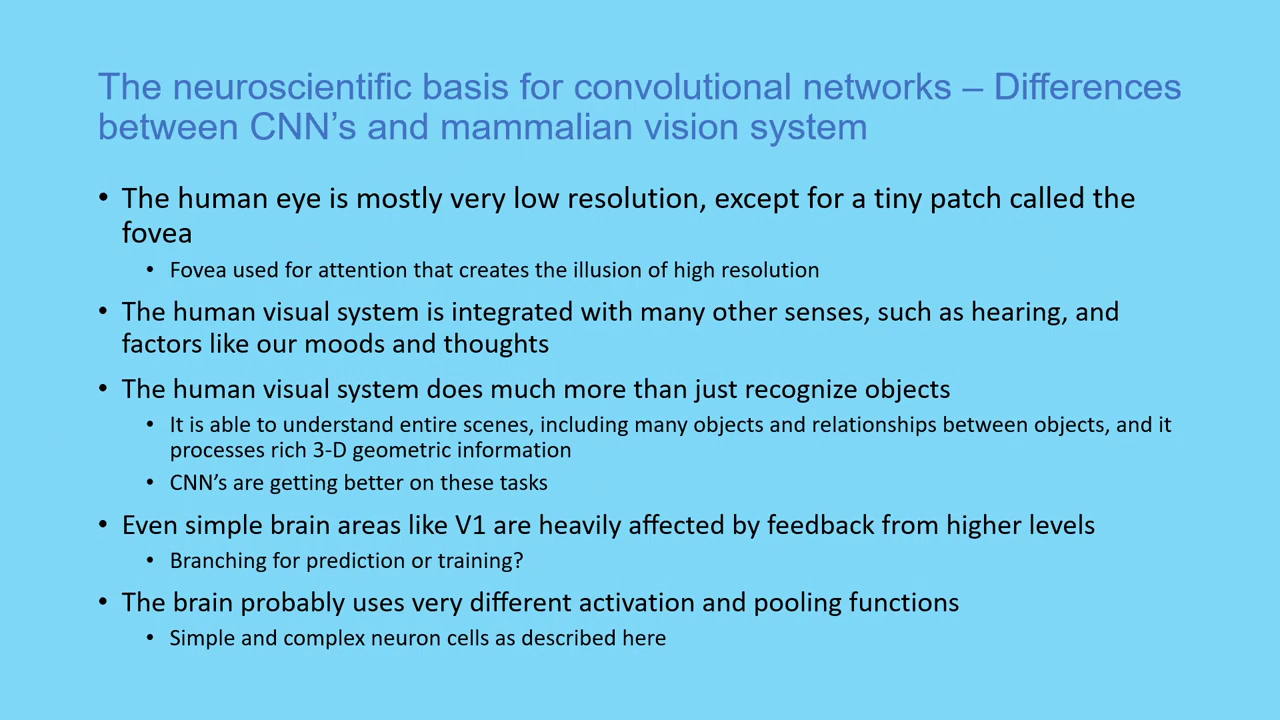 The neuroscientific basis for convolutional networks – Differences
between CNN's and mammalian vision system
• The human eye is mostly very low resolution, except for a tiny patch called the
fovea
• Fovea used for attention that creates the illusion of high resolution
• The human visual system is integrated with many other senses, such as hearing, and
factors like our moods and thoughts
• The human visual system does much more than just recognize objects
• It is able to understand entire scenes, including many objects and relationships between objects, and it
processes rich 3-D geometric information
• CNN's are getting better on these tasks
• Even simple brain areas like V1 are heavily affected by feedback from higher levels
• Branching for prediction or training?
• The brain probably uses very different activation and pooling functions
• Simple and complex neuron cells as described here